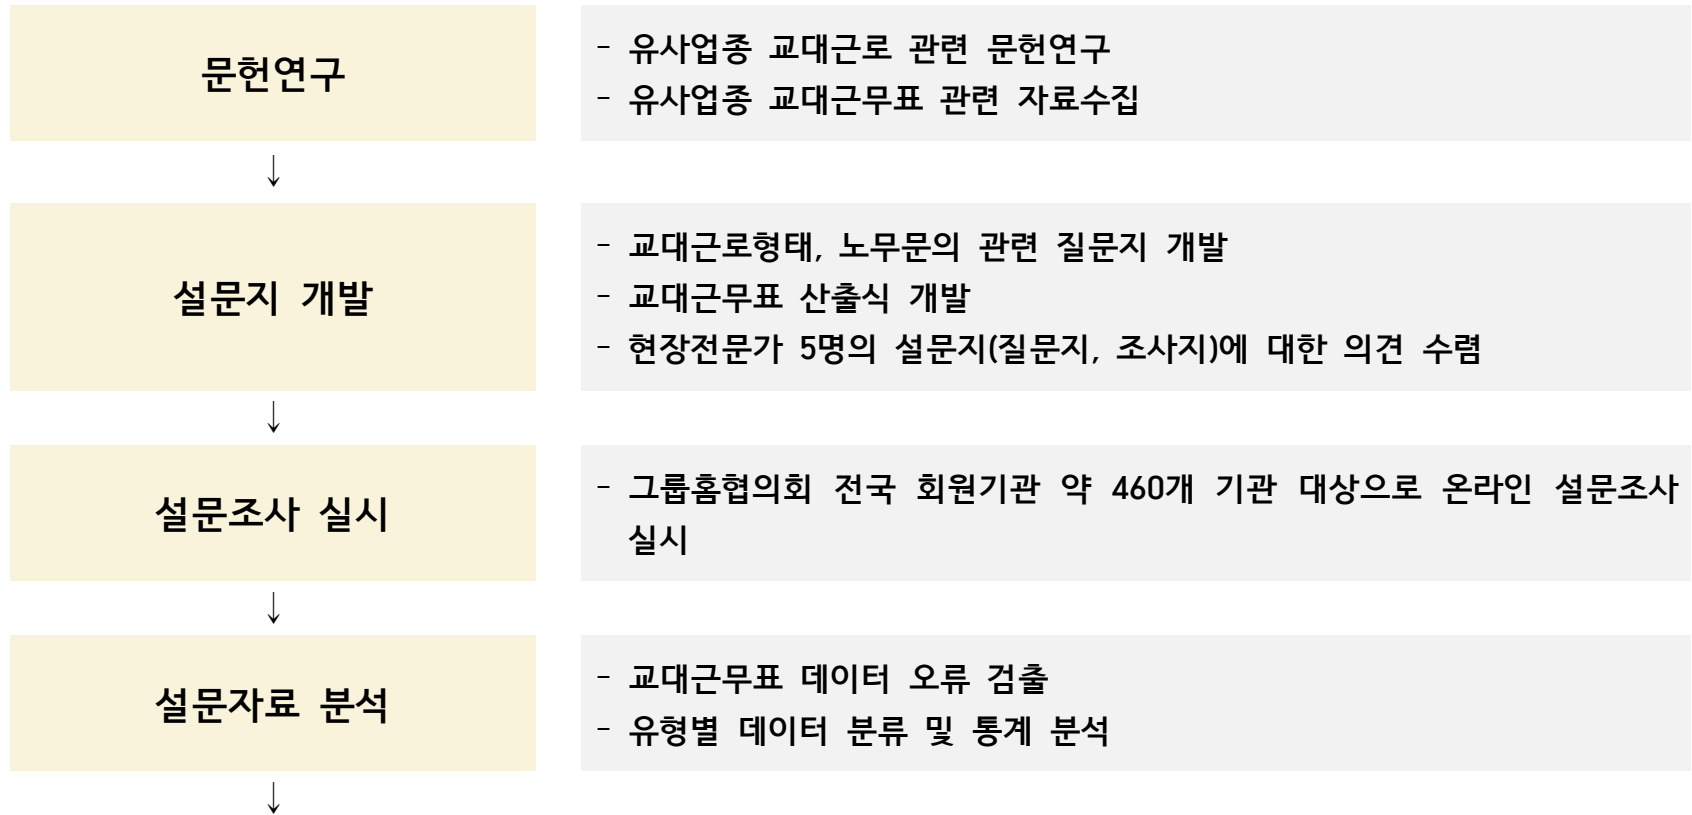 문헌연구
- 유사업종 교대근로 관련 문헌연구
- 유사업종 교대근무표 관련 자료수집
↓
설문지 개발
- 교대근로형태, 노무문의 관련 질문지 개발
- 교대근무표 산출식 개발
- 현장전문가 5명의 설문지(질문지, 조사지)에 대한 의견 수렴
↓
설문조사 실시
- 그룹홈협의회 전국 회원기관 약 460개 기관 대상으로 온라인 설문조사
실시
↓
설문자료 분석
- 교대근무표 데이터 오류 검출
- 유형별 데이터 분류 및 통계 분석
↓